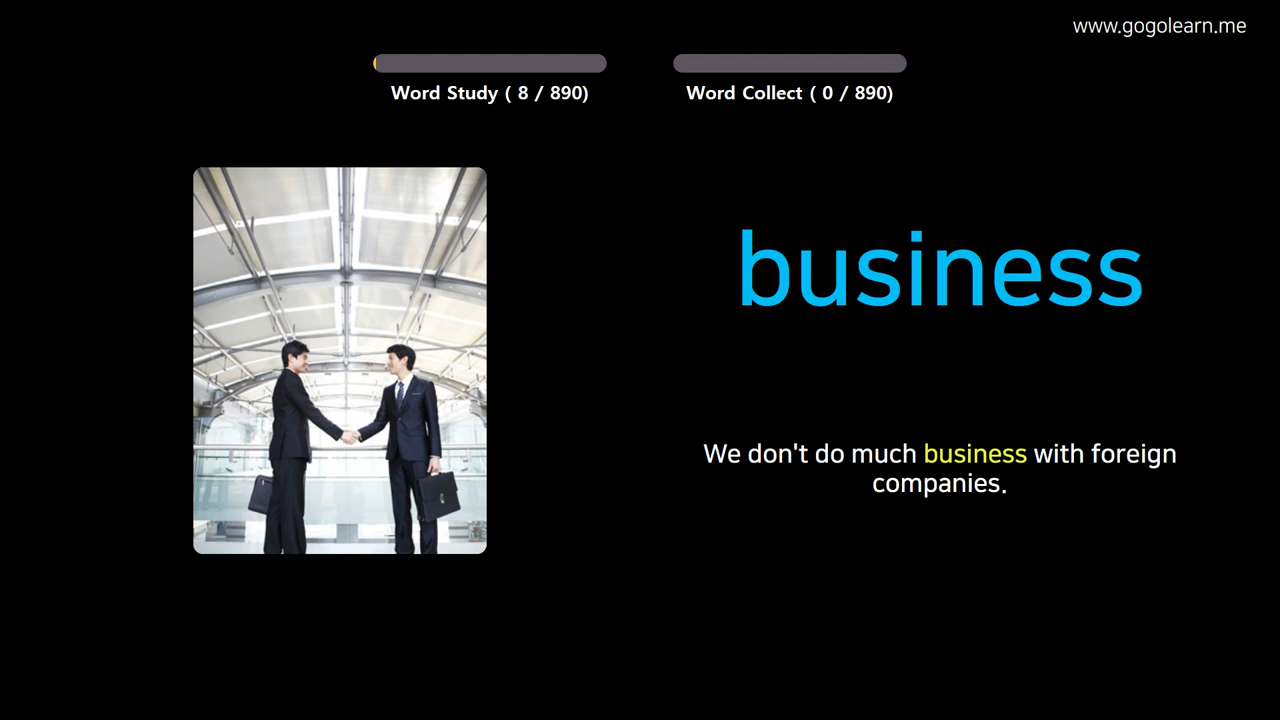 www.gogolearn.me
Word Study ( 8 / 890)
Word Collect ( 0 / 890)
business
We don't do much business with foreign
companies.